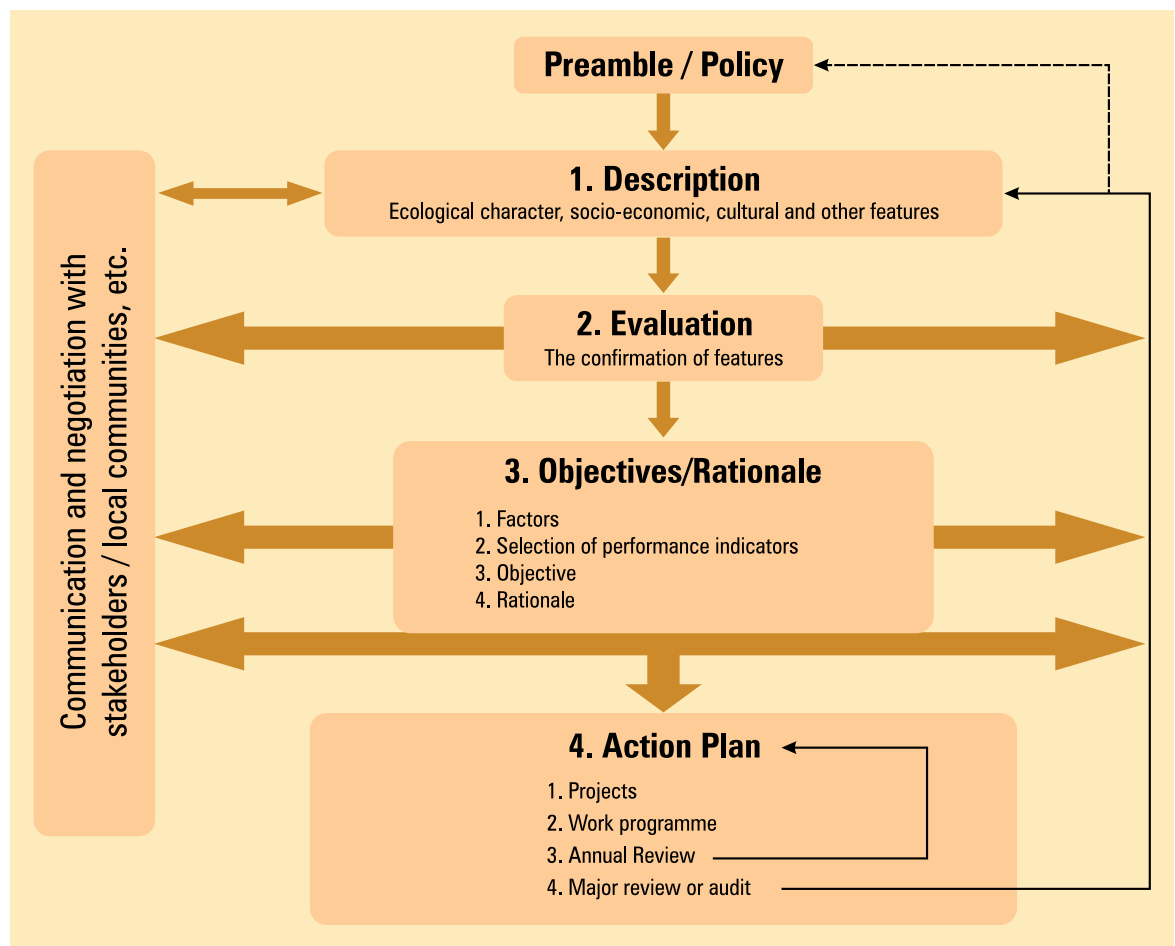 Preamble / Policy
Communication and negotiation with
stakeholders / local communities, etc.
1. Description
Ecological character, socio-economic, cultural and other features
2. Evaluation
The confirmation of features
3. Objectives/Rationale
1. Factors
2. Selection of performance indicators
3. Objective
4. Rationale
4. Action Plan
1. Projects
2. Work programme
3. Annual Review
4. Major review or audit